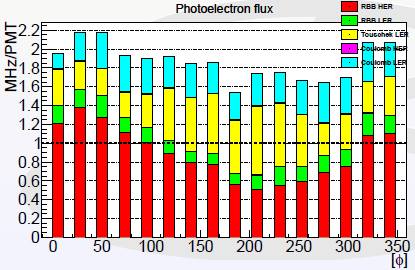 Photoelectron flux
RBB HER
RBB LER
Touschek LER
Coulomb HER
Coulomb LER
MHz/PMT
2.2
2
1.8
1.6
1.4
1.2
1
0.8
0.6
0.4
0.2
0
0 50 100 150 200 250 300 350
[ϕ]